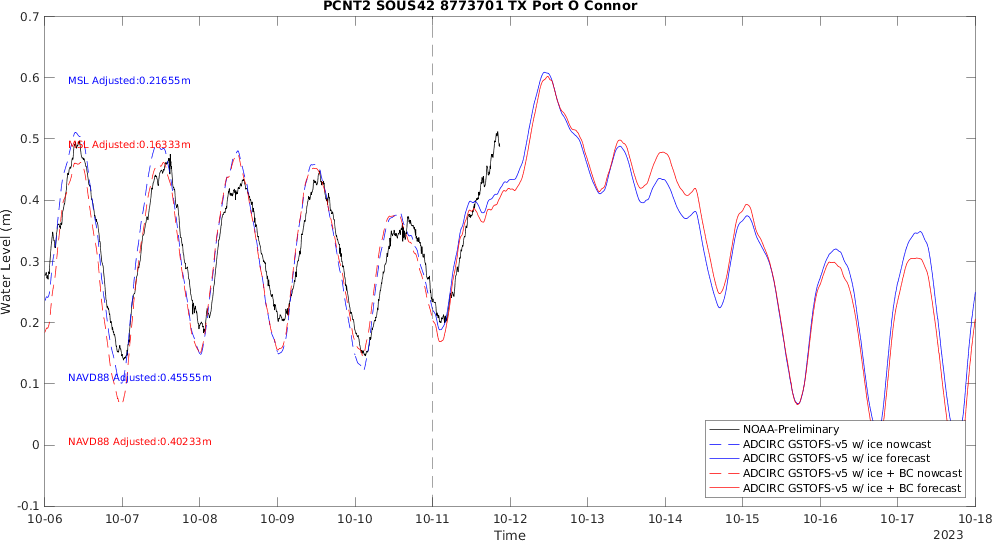 PCNT2 SOUS42 8773701 TX Port O Connor
0.7
0.6
0.5
0.4
0.3
0.2
0.1
0
-0.1
Water Level (m)
MSL Adjusted:0.21655m
MSL Adjusted:0.16333m
NAVD88 Adjusted:0.45555m
NAVD88 Adjusted:0.40233m
NOAA-Preliminary
ADCIRC GSTOFS-v5 w/ ice nowcast
ADCIRC GSTOFS-v5 w/ ice forecast
ADCIRC GSTOFS-v5 w/ ice + BC nowcast
ADCIRC GSTOFS-v5 w/ ice + BC forecast
10-06 10-07 10-08 10-09 10-10 10-11 10-12 10-13 10-14 10-15 10-16 10-17 10-18
Time
2023